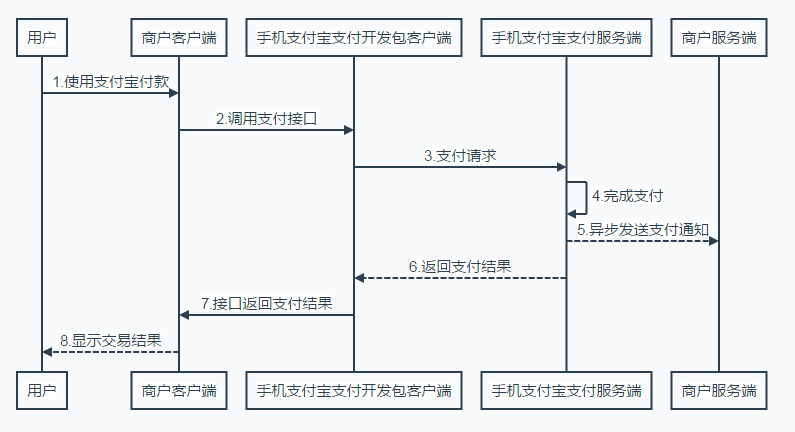 用户
商户客户端
手机支付宝支付开发包客户端
手机支付宝支付服务端
商户服务端
1.使用支付宝付款
2.调用支付接口
3.支付请求
4.完成支付
5.异步发送支付通知
6.返回支付结果
7.接口返回支付结果
8.显示交易结果
用户
商户客户端
手机支付宝支付开发包客户端
手机支付宝支付服务端
商户服务端